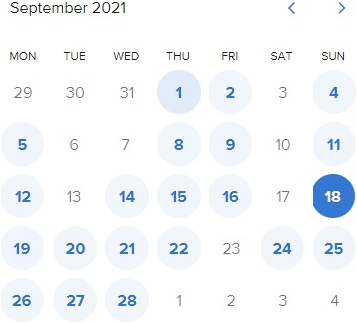 September 2021
MON TUE WED THU FRI SAT SUN
29 30 31 1 2 3 4
5 6 7 8 9 10 11
12 13 14 15 16 17 18
19 20 21 22 23 24 25
26 27 28 1 2 3 4